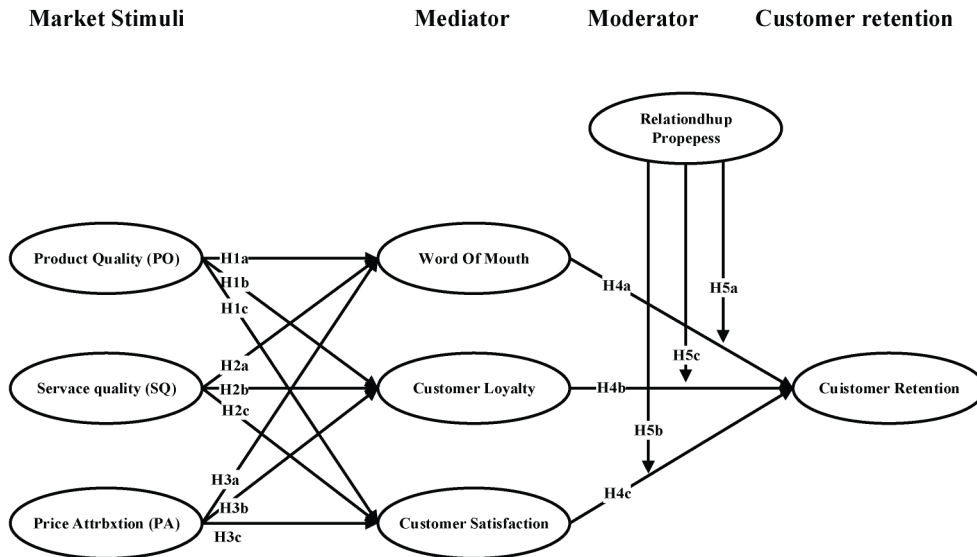 Market Stimuli Mediator Moderator Customer retention
Relationdhup
Propepess
Product Quality (PO)
H1a
Word Of Mouth
H1b
H1c
H4a
H5a
H2a
H5c
Servace quality (SQ)
H2b
Customer Loyalty
H4b
Cuistomer Retention
H2c
H5b
H3a
H4c
H3b
Price Attrbxtion (PA)
Customer Satisfaction
H3c